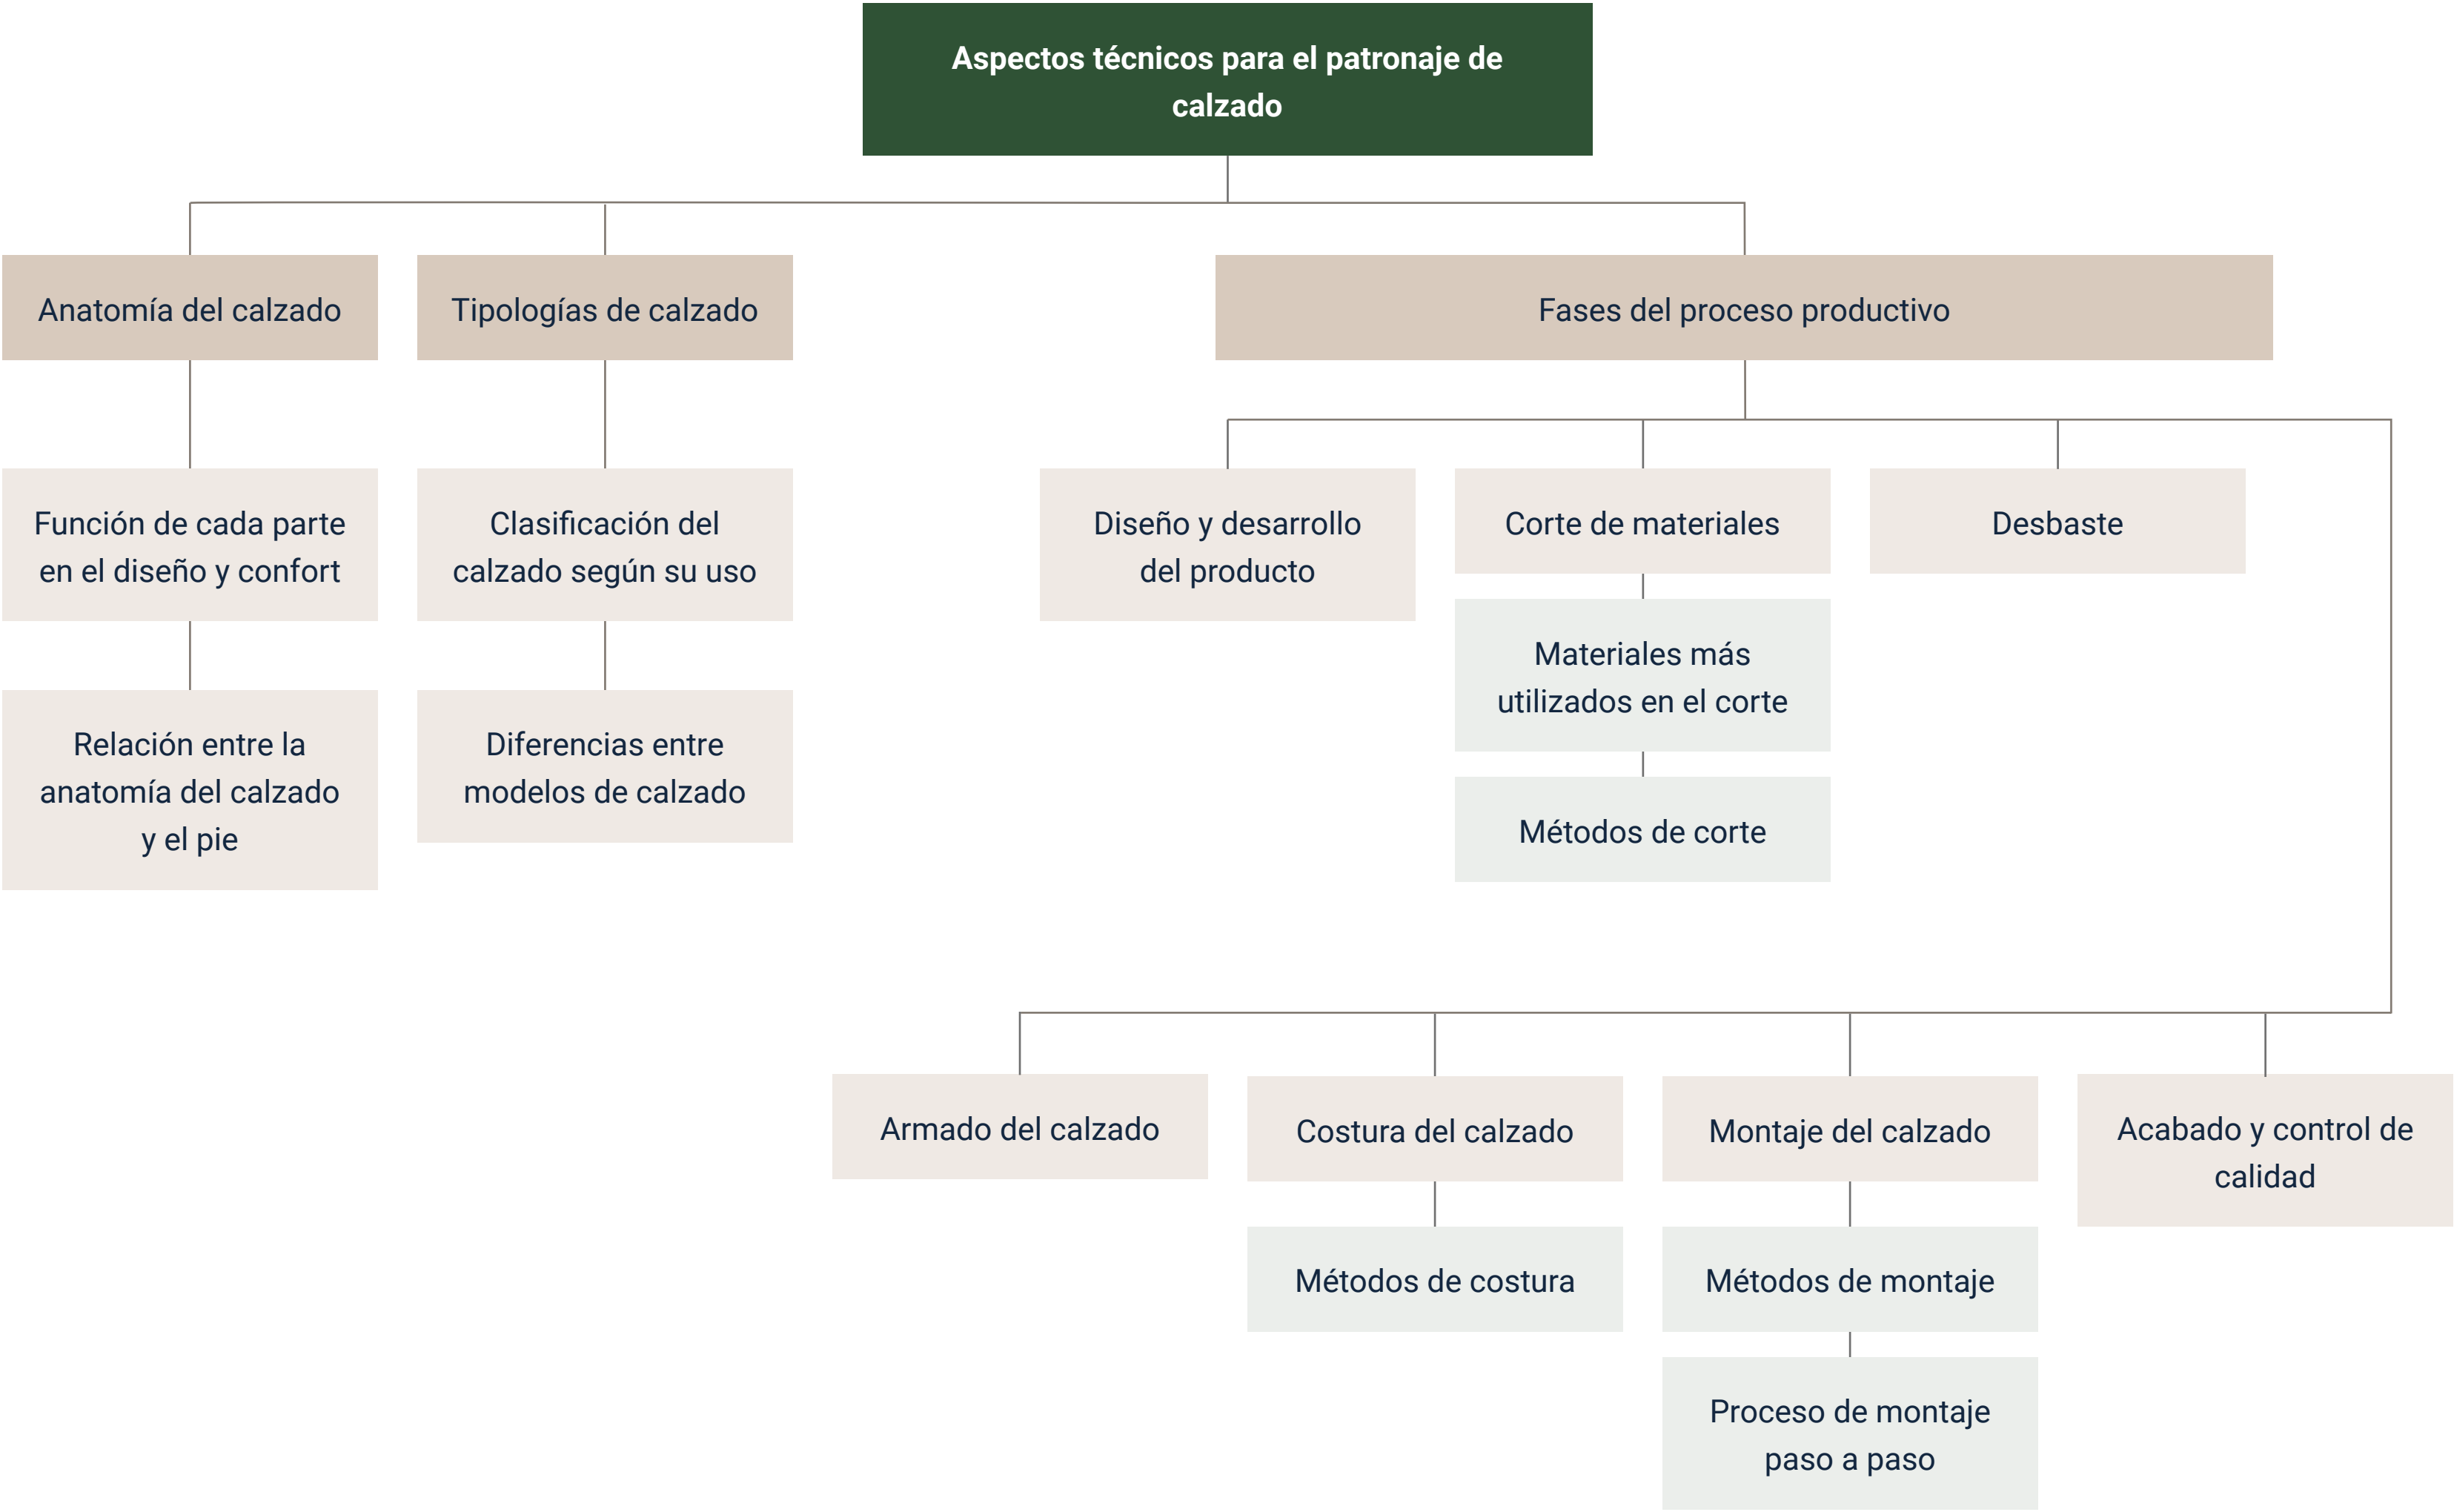 Aspectos técnicos para el patronaje de
calzado
Anatomía del calzado
Tipologías de calzado
Fases del proceso productivo
Función de cada parte
en el diseño y confort
Clasificación del
calzado según su uso
Diseño y desarrollo
del producto
Corte de materiales
Desbaste
Materiales más
utilizados en el corte
Relación entre la
anatomía del calzado
y el pie
Diferencias entre
modelos de calzado
Métodos de corte
Armado del calzado
Costura del calzado
Montaje del calzado
Acabado y control de
calidad
Métodos de costura
Métodos de montaje
Proceso de montaje
paso a paso